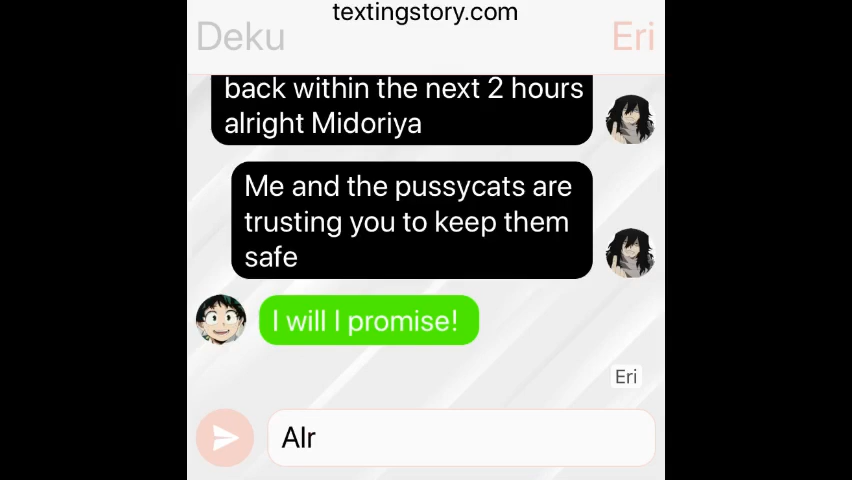 textingstory.com
Deku
Eri
back within the next 2 hours
alright Midoriya
Me and the pussycats are
trusting you to keep them
safe
I will I promise!
Eri
Alr